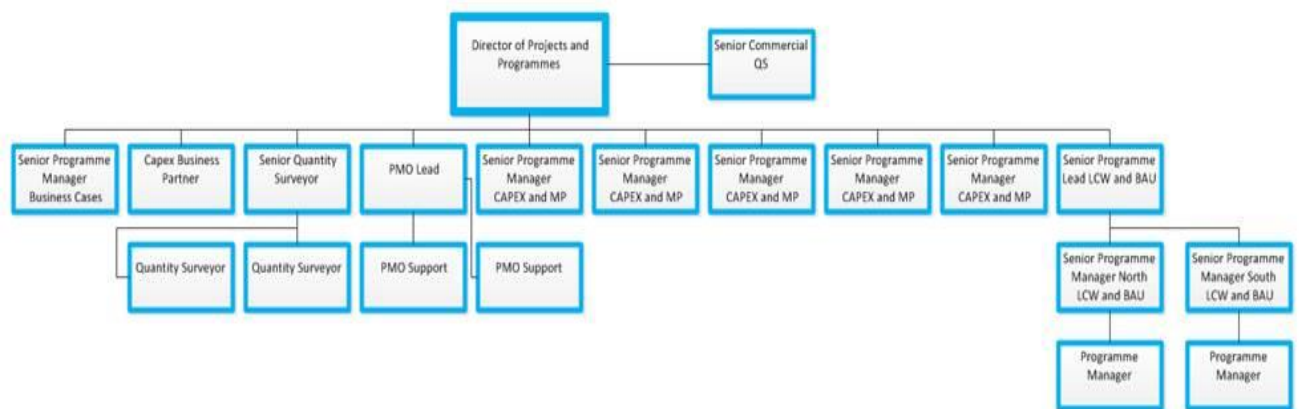 Director of Projects and
Programmes
Senior Commercial
QS
Senior Programme
Manager
Business Cases
Capex Business
Partner
Senior Quantity
Surveyor
PMO Lead
Senior Programme
Manager
CAPEX and MP
Senior Programme
Manager
CAPEX and MP
Senior Programme
Manager
CAPEX and MP
Senior Programme
Manager
CAPEX and MP
Senior Programme
Manager
CAPEX and MP
Senior Programme
Lead LCW and BAU
Quantity Surveyor
Quantity Surveyor
PMO Support
PMO Support
Senior Programme
Manager North
LCW and BAU
Senior Programme
Manager South
LCW and BAU
Programme
Manager
Programme
Manager